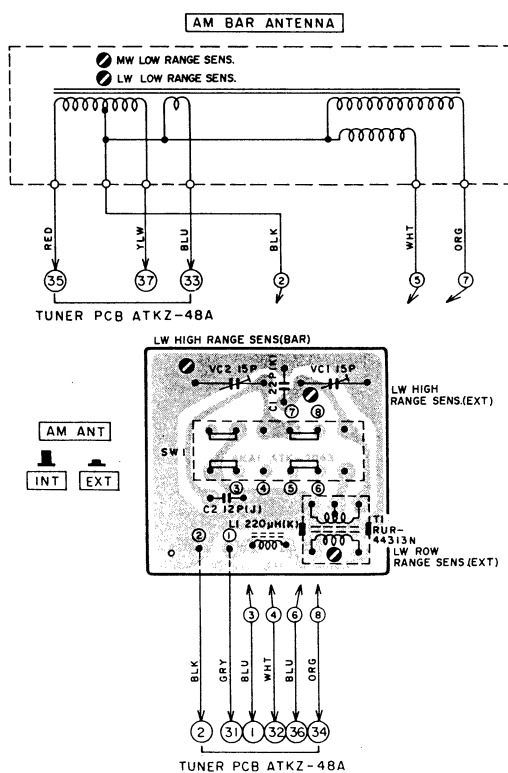 AM BAR ANTENNA
MW LOW RANGE SENS.
LW LOW RANGE SENS.
RED
YLW
BLU
BLK
WHT
ORG
35
37
33
2
5
7
TUNER PCB ATKZ-48A
LW HIGH RANGE SENS(BAR)
VC2 15P
C1 22P(K)
VC1 15P
LW HIGH
RANGE SENS.(EXT)
7
8
AM ANT
INT
EXT
SW1
3
4
5
6
C2 12P(J)
L1 220μH(K)
T1
RUR-
44313N
LW ROW
RANGE SENS.(EXT)
2
1
3
4
6
8
BLK
GRY
BLU
WHT
BLU
ORG
2
31
1
32
36
34
TUNER PCB ATKZ-48A